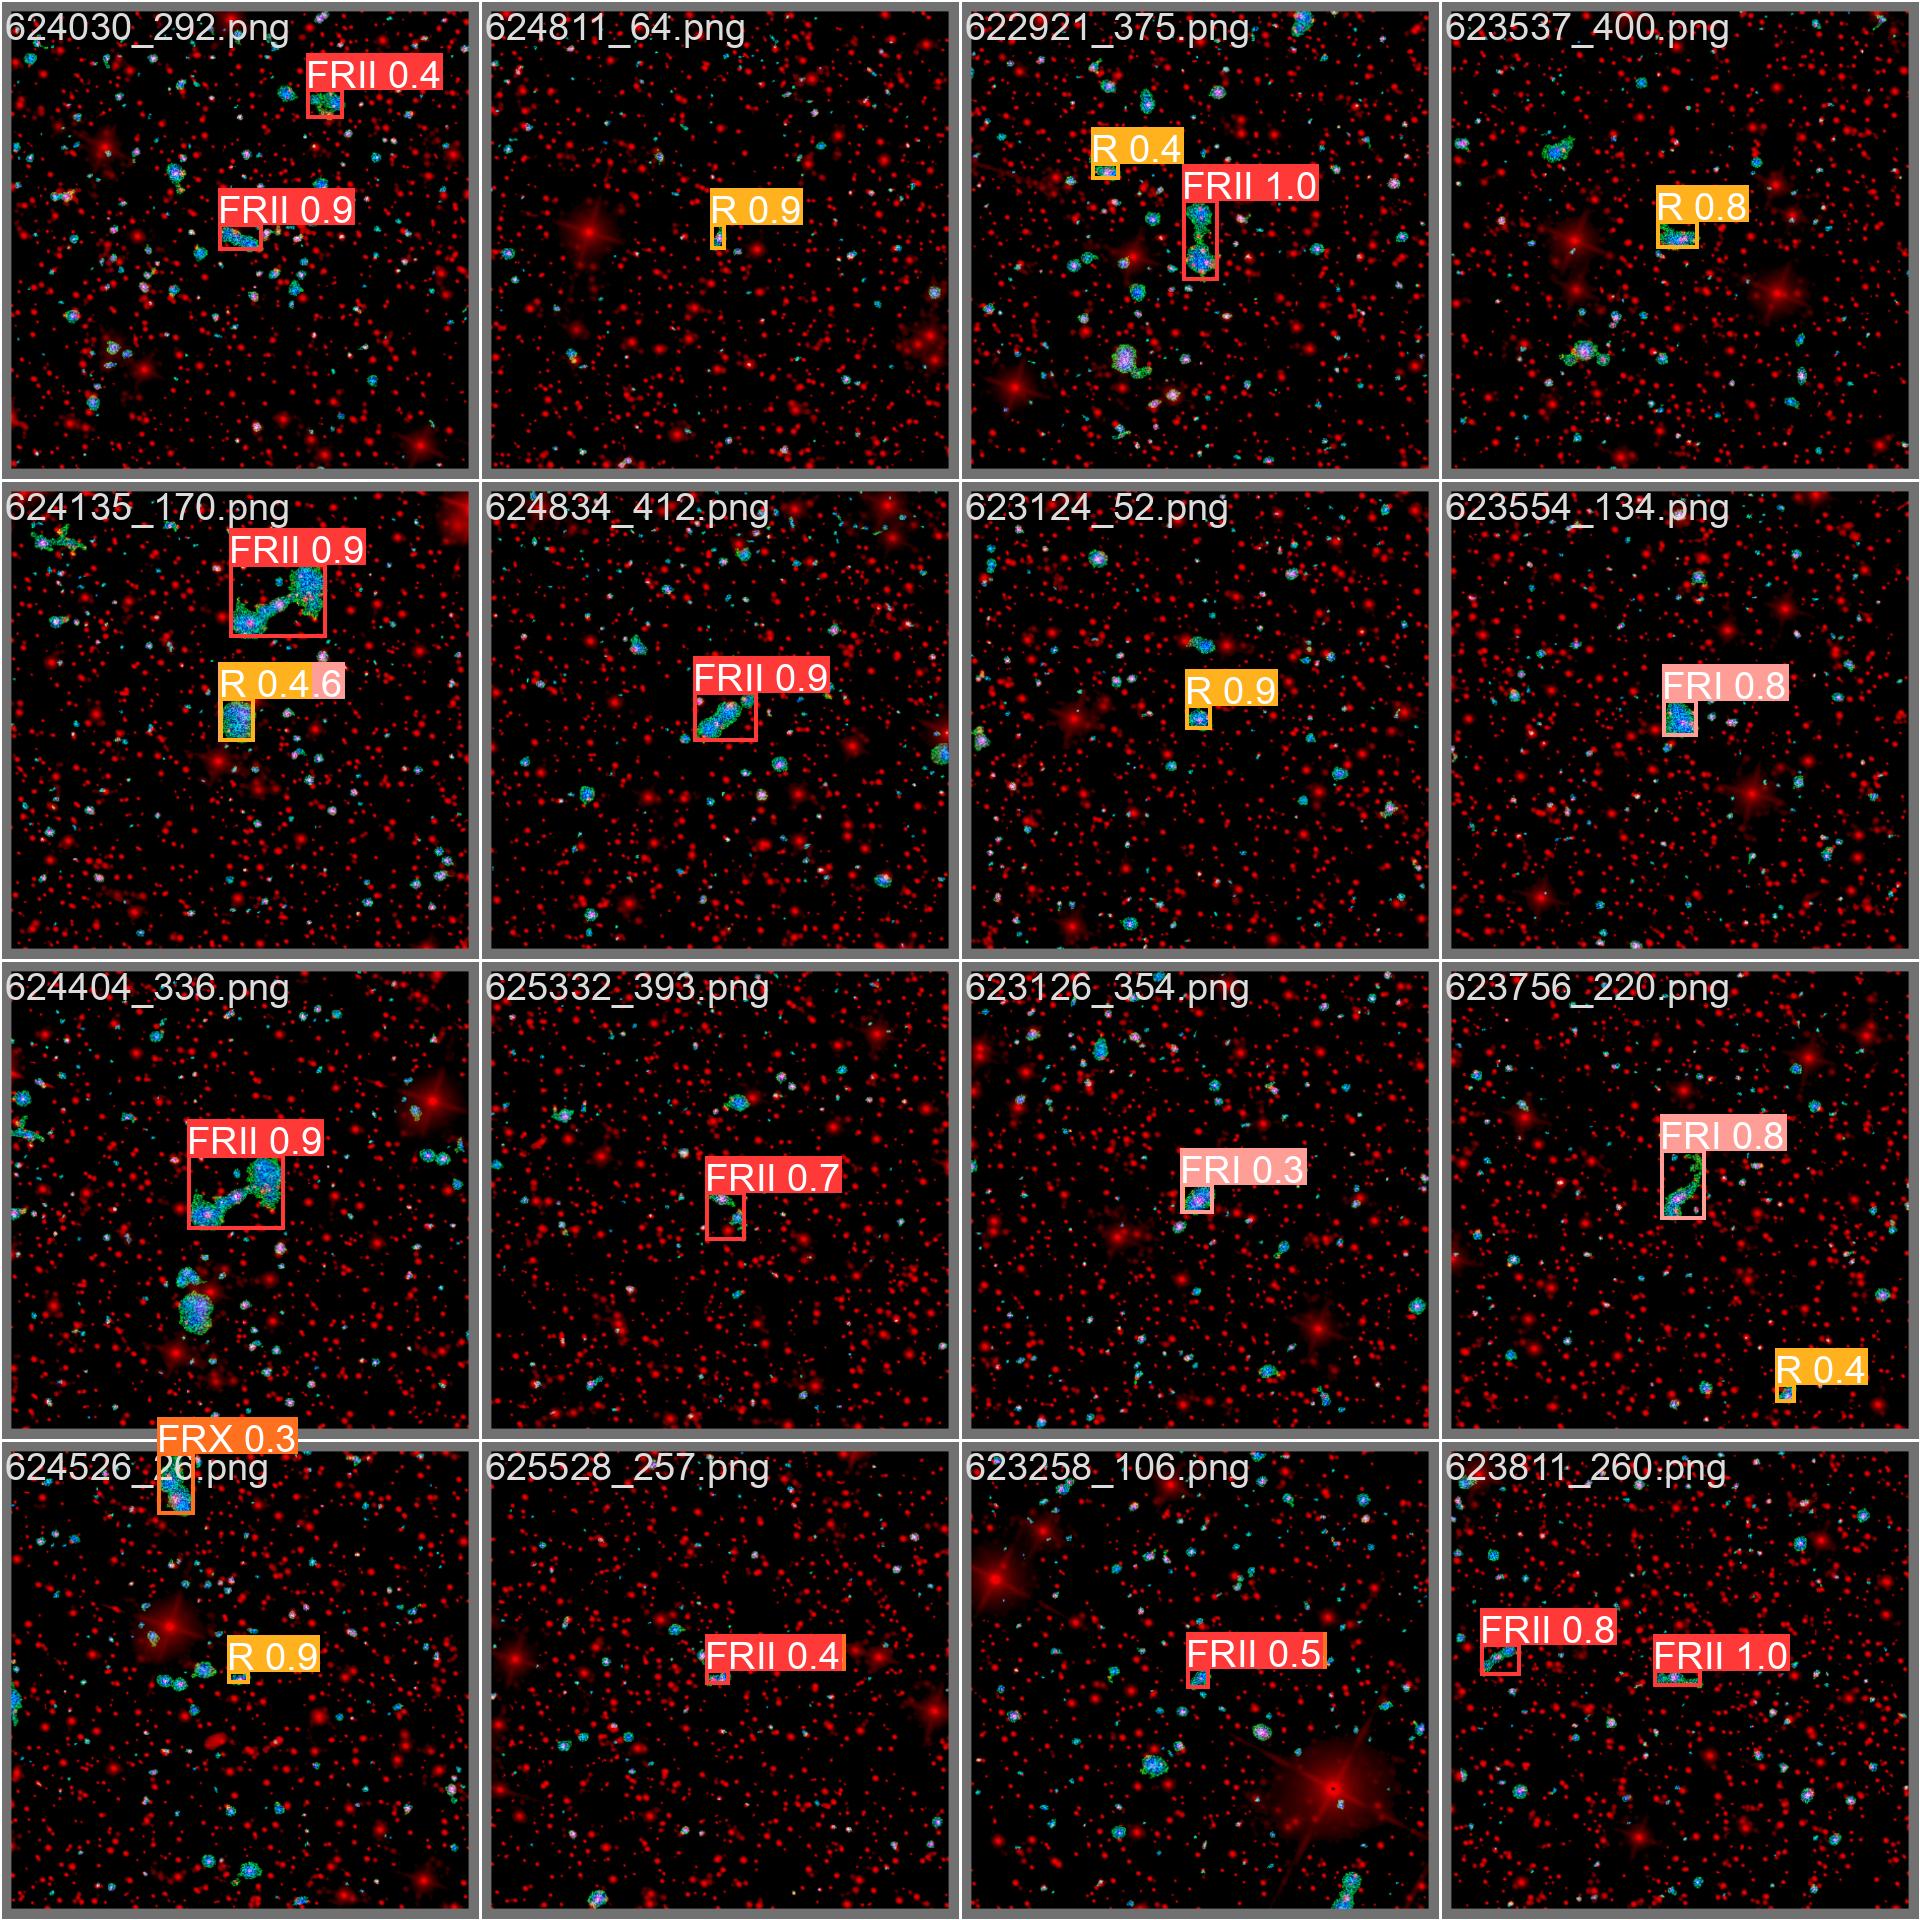 624030_292.png
FRII 0.4
FRII 0.9
624811_64.png
R 0.9
622921_375.png
R 0.4
FRII 1.0
623537_400.png
R 0.8
624135_170.png
FRII 0.9
R 0.4.6
624834_412.png
FRII 0.9
623124_52.png
R 0.9
623554_134.png
FRI 0.8
624404_336.png
FRII 0.9
625332_393.png
FRII 0.7
623126_354.png
FRI 0.3
623756_220.png
FRI 0.8
R 0.4
FRX 0.3
624526_26.png
R 0.9
625528_257.png
FRII 0.4
623258_106.png
FRII 0.5
623811_260.png
FRII 0.8
FRII 1.0